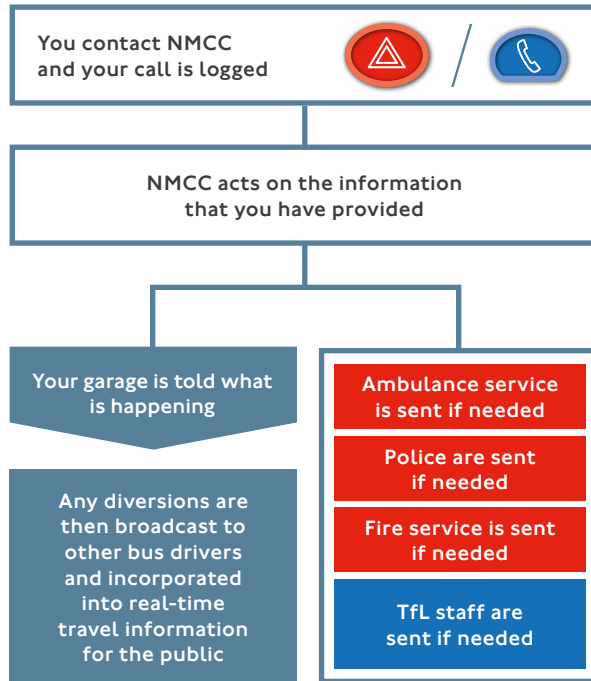 You contact NMCC
and your call is logged
NMCC acts on the information
that you have provided
Your garage is told what
is happening
Any diversions are
then broadcast to
other bus drivers
and incorporated
into real-time
travel information
for the public
Ambulance service
is sent if needed
Police are sent
if needed
Fire service is sent
if needed
TfL staff are
sent if needed